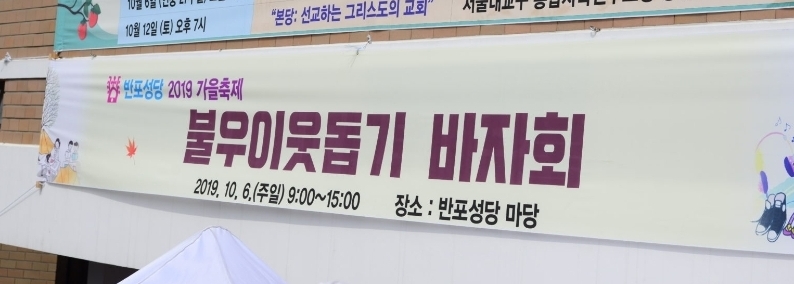 10월 12일 (토) 오후 7시
"본당: 선교하는 그리스도의 교회"
반포성당 2019 가을축제
불우이웃돕기 바자회
2019. 10. 6.(주일) 9:00~15:00
장소 : 반포성당 마당